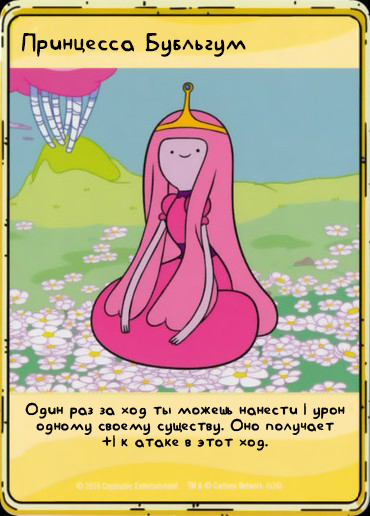 Принцесса Бубльгум
Один раз за ход ты можешь нанести 1 урон
одному своему существу. Оно получает
+1 к атаке в этот ход.